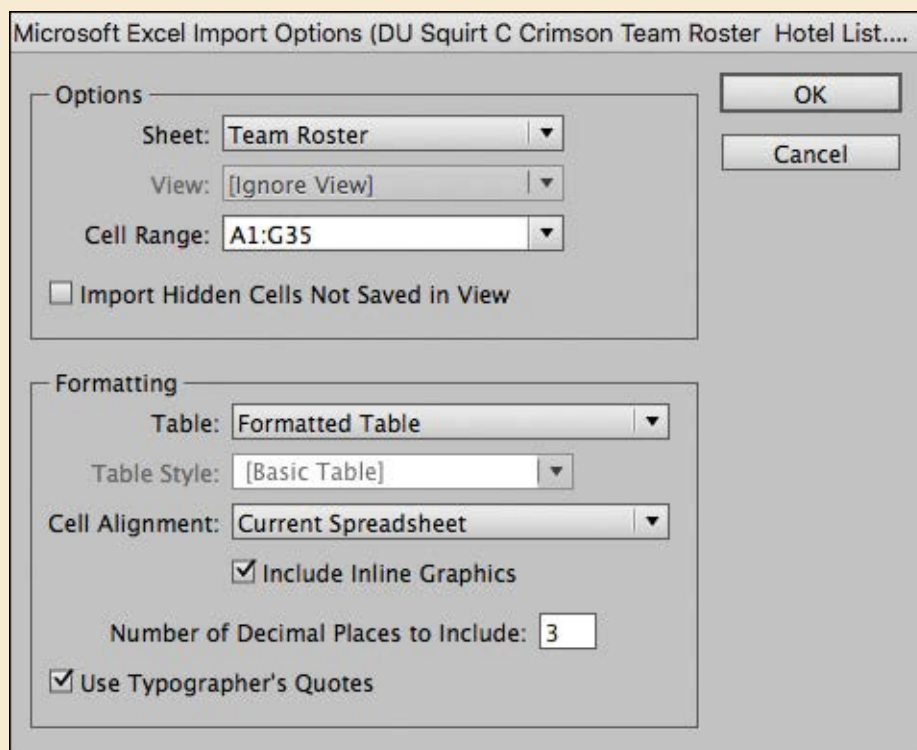 Microsoft Excel Import Options (DU Squirt C Crimson Team Roster  Hotel List....
Options
OK
Sheet: Team Roster
Cancel
View: [Ignore View]
Cell Range: A1:G35
Import Hidden Cells Not Saved in View
Formatting
Table: Formatted Table
Table Style: [Basic Table]
Cell Alignment: Current Spreadsheet
Include Inline Graphics
Number of Decimal Places to Include: 3
Use Typographer's Quotes